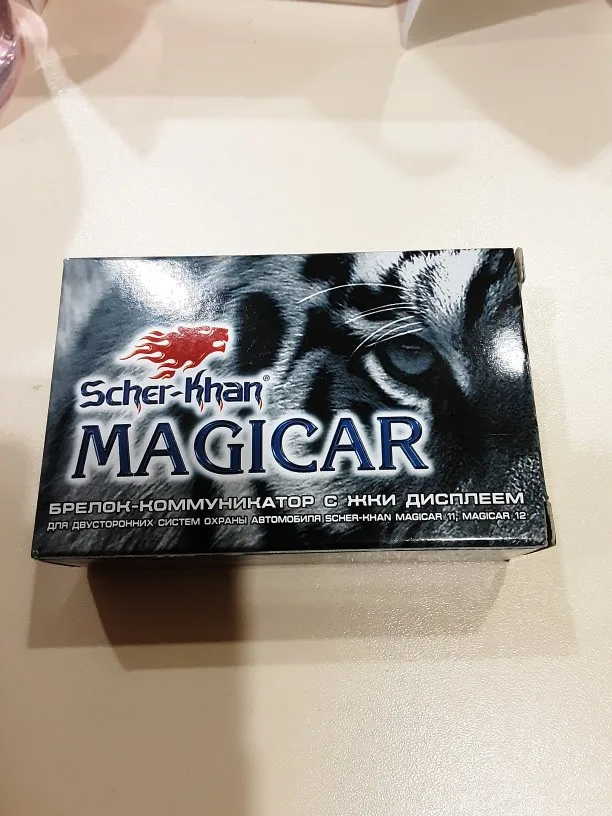 Scher-Khan®
MAGICAR
БРЕЛОК-КОММУНИКАТОР С ЖКИ ДИСПЛЕЕМ
ДЛЯ ДВУСТОРОННИХ СИСТЕМ ОХРАНЫ АВТОМОБИЛЯ SCHER-KHAN MAGICAR 11, MAGICAR 12